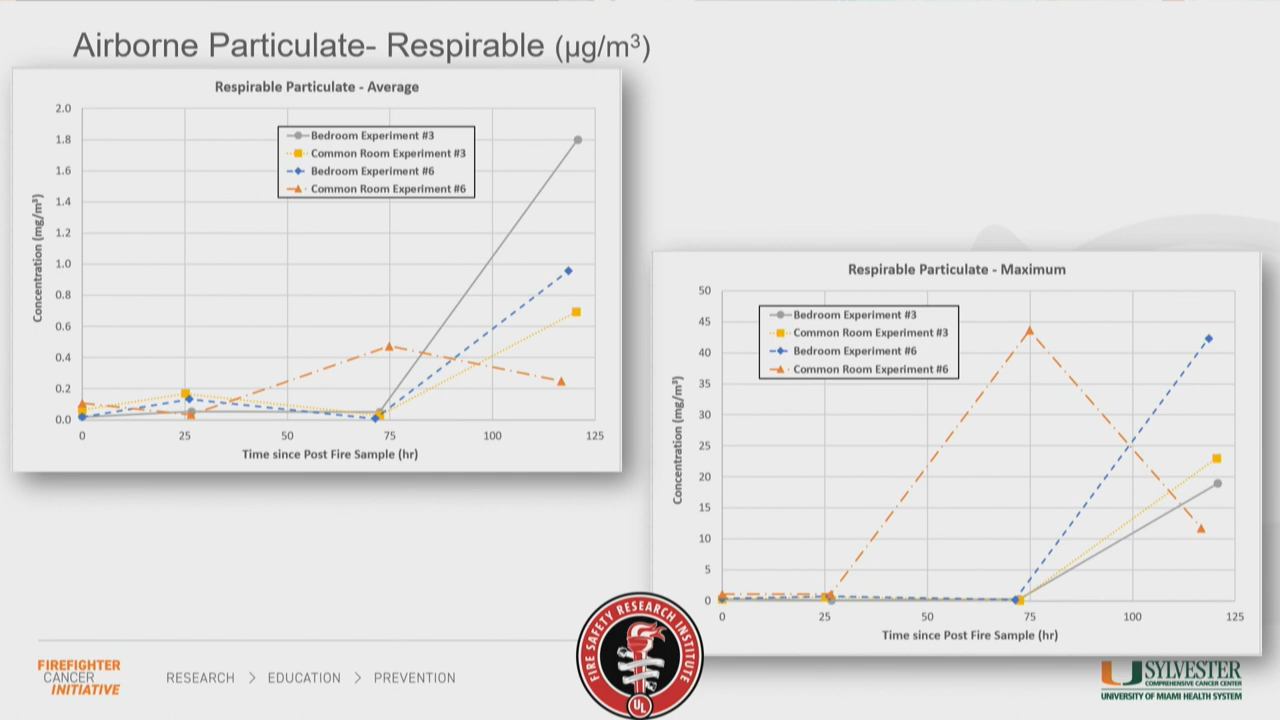 Airborne Particulate- Respirable (µg/m³)
Respirable Particulate - Average
2.0
1.8
1.6
1.4
1.2
1.0
0.8
0.6
0.4
0.2
0.0
Concentration (mg/m³)
Bedroom Experiment #3
Common Room Experiment #3
Bedroom Experiment #6
Common Room Experiment #6
0 25 50 75 100 125
Time since Post Fire Sample (hr)
Respirable Particulate - Maximum
50
45
40
35
30
25
20
15
10
5
0
Concentration (mg/m³)
Bedroom Experiment #3
Common Room Experiment #3
Bedroom Experiment #6
Common Room Experiment #6
0 25 50 75 100 125
Time since Post Fire Sample (hr)
FIREFIGHTER
CANCER
INITIATIVE
RESEARCH > EDUCATION > PREVENTION
FIRE SAFETY RESEARCH INSTITUTE
UL
SYLVESTER
COMPREHENSIVE CANCER CENTER
UNIVERSITY OF MIAMI HEALTH SYSTEM